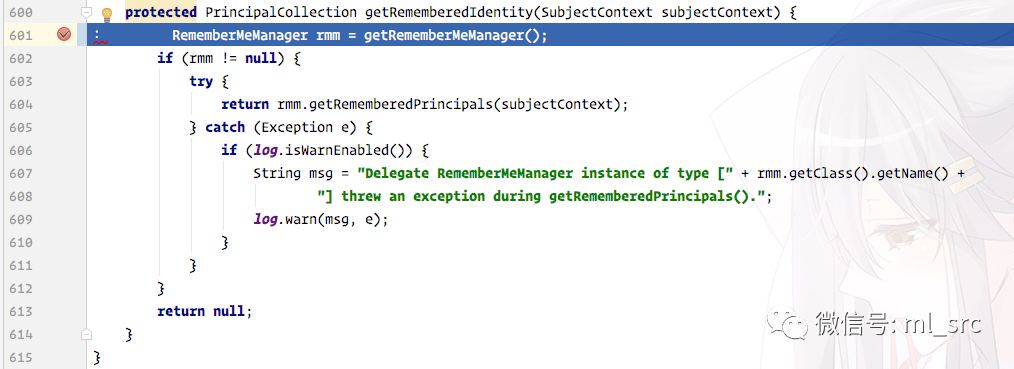 600 protected PrincipalCollection getRememberedIdentity(SubjectContext subjectContext) {
601 RememberMeManager rmm = getRememberMeManager();
602 if (rmm != null) {
603 try {
604 return rmm.getRememberedPrincipals(subjectContext);
605 } catch (Exception e) {
606 if (log.isWarnEnabled()) {
607 String msg = "Delegate RememberMeManager instance of type [" + rmm.getClass().getName() +
608 "] threw an exception during getRememberedPrincipals().";
609 log.warn(msg, e);
610 }
611 }
612 }
613 return null;
614 }
615 }
微信号: ml_src